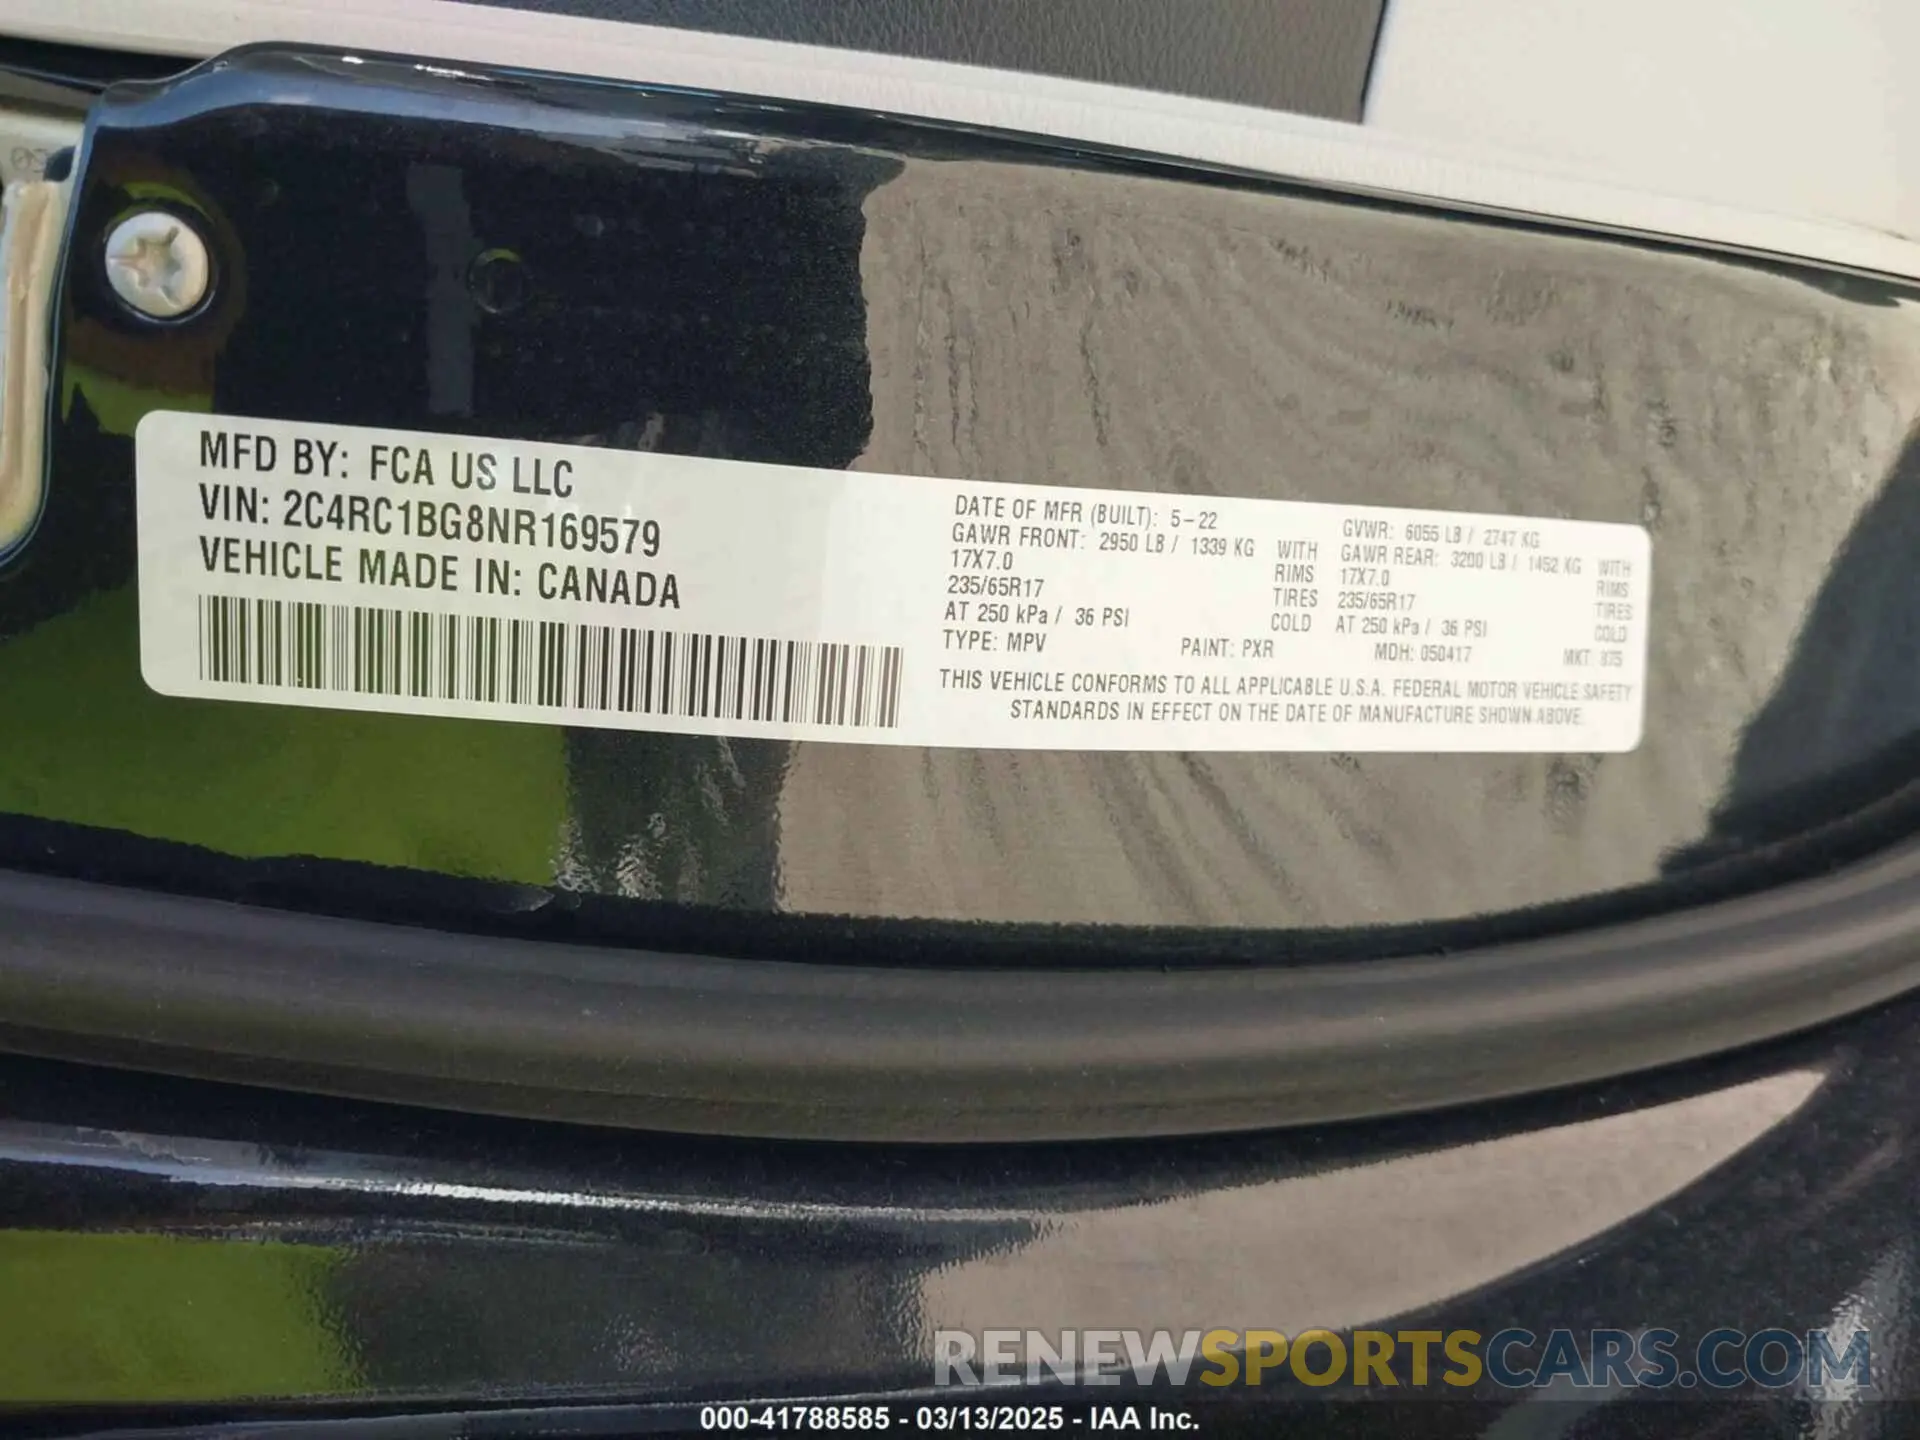 MFD BY: FCA US LLC
VIN: 2C4RC1BG8NR169579
VEHICLE MADE IN: CANADA
DATE OF MFR (BUILT): 5-22 GVWR: 6055 LB / 2747 KG
GAWR FRONT: 2950 LB / 1339 KG WITH GAWR REAR: 3200 LB / 1452 KG WITH
17X7.0 RIMS 17X7.0 RIMS
235/65R17 TIRES 235/65R17 TIRES
AT 250 kPa / 36 PSI COLD AT 250 kPa / 36 PSI COLD
TYPE: MPV PAINT: PXR MDH: 050417 MKT:
THIS VEHICLE CONFORMS TO ALL APPLICABLE U.S.A. FEDERAL MOTOR VEHICLE SAFETY
STANDARDS IN EFFECT ON THE DATE OF MANUFACTURE SHOWN ABOVE.
RENEWSPORTSCARS.COM
000-41788585 - 03/13/2025 - IAA Inc.